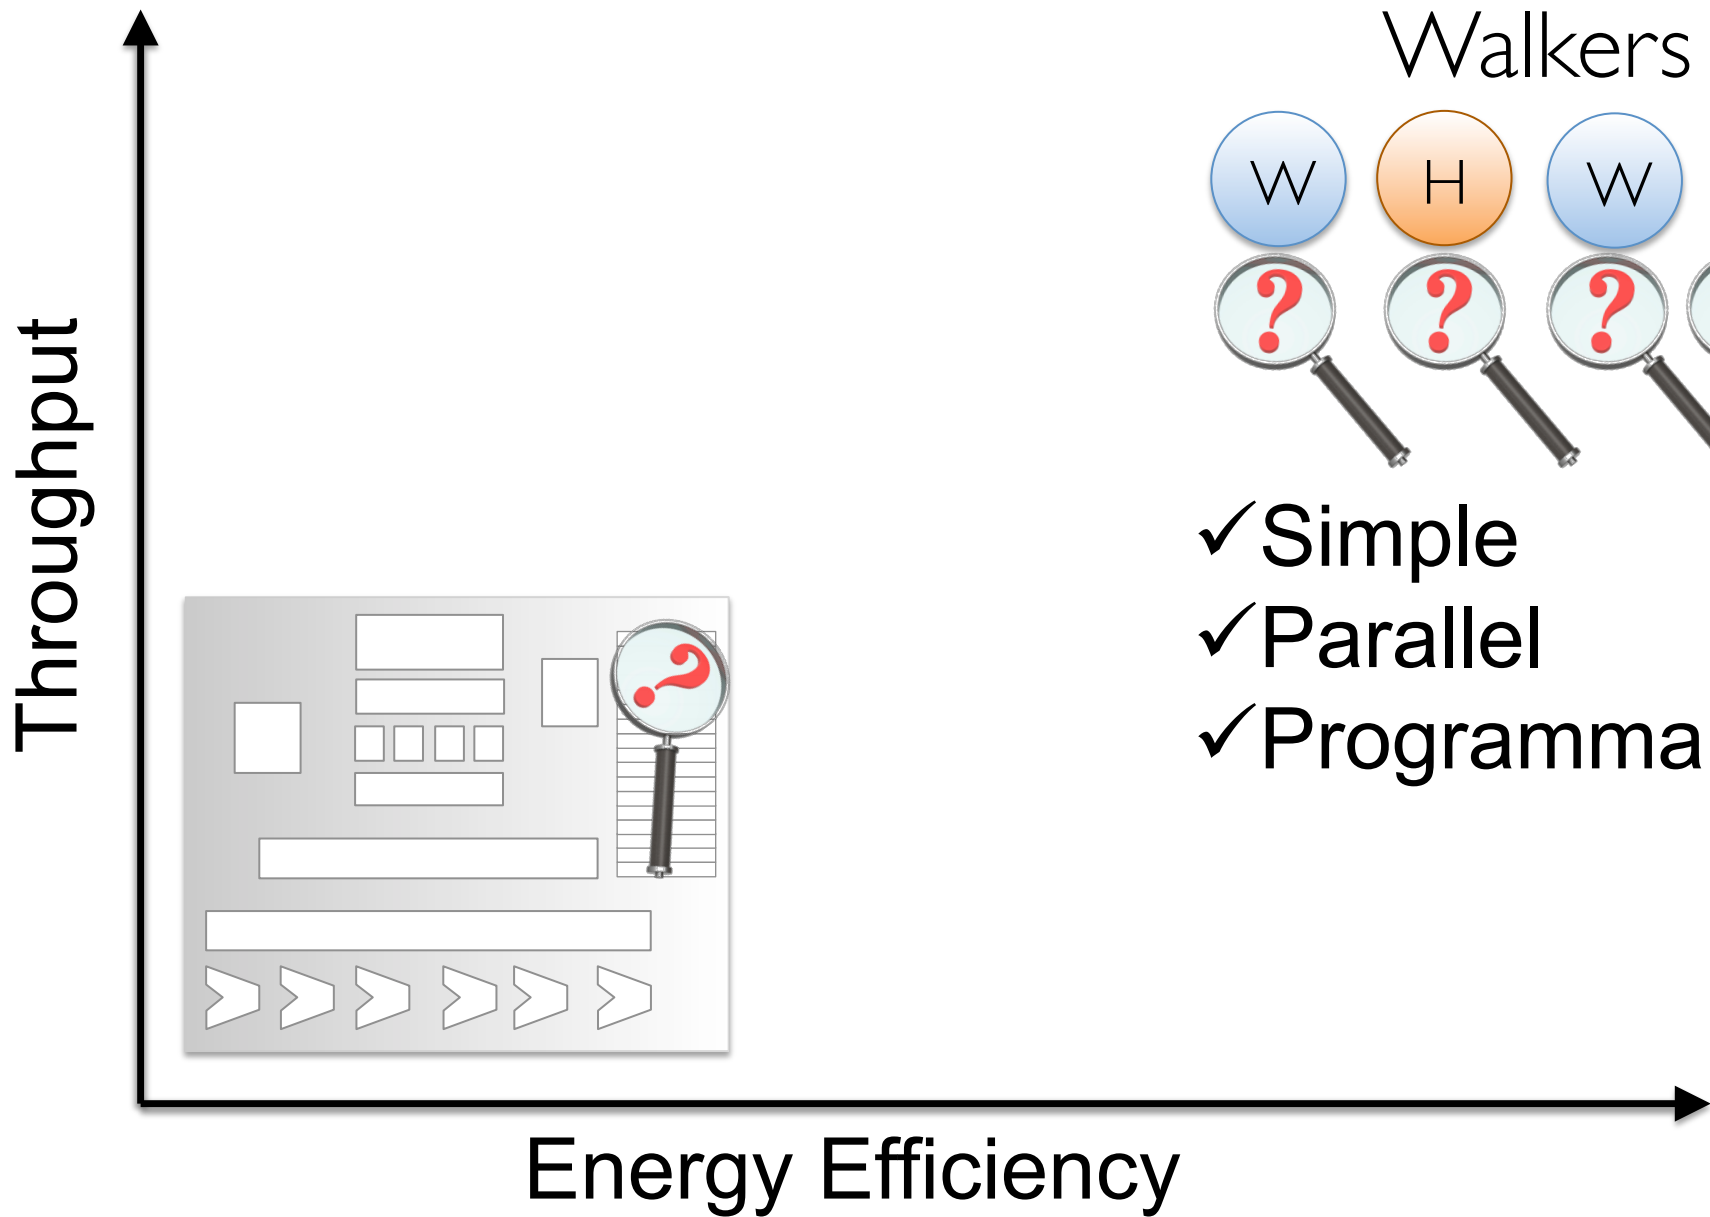 Walkers
W H W
? ? ?
✓Simple
✓Parallel
✓Programma
?
Throughput
Energy Efficiency